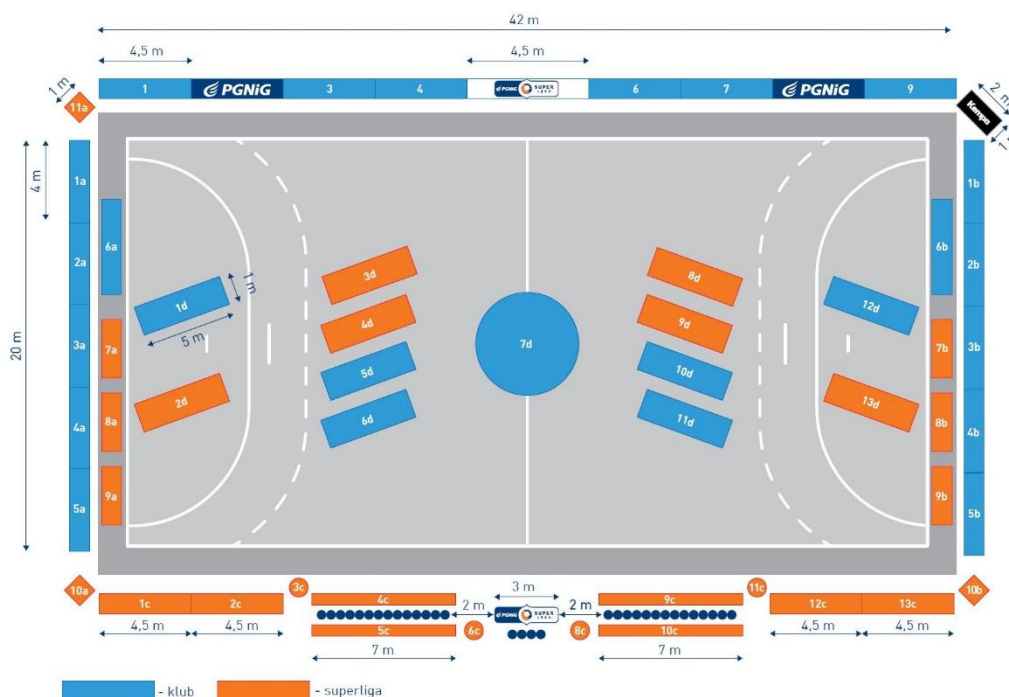 42 m
4,5 m
4,5 m
1 m
2 m
1 PGNiG 3 4 PGNiG SUPER LIGA 6 7 PGNiG 9
11a
Kempa
4 m
1a
1b
6a
6b
2a
2b
3d
8d
1 m
1d
12d
5 m
4d
9d
20 m
3a
7a
7d
7b
3b
5d
10d
2d
13d
4a
8a
6d
11d
8b
4b
9a
9b
5a
5b
10a
3c
3 m
11c
10b
1c 2c
4c
9c
12c 13c
2 m
PGNiG SUPER LIGA
2 m
4,5 m 4,5 m
5c
6c
8c
10c
4,5 m 4,5 m
7 m
7 m
- klub
- superliga